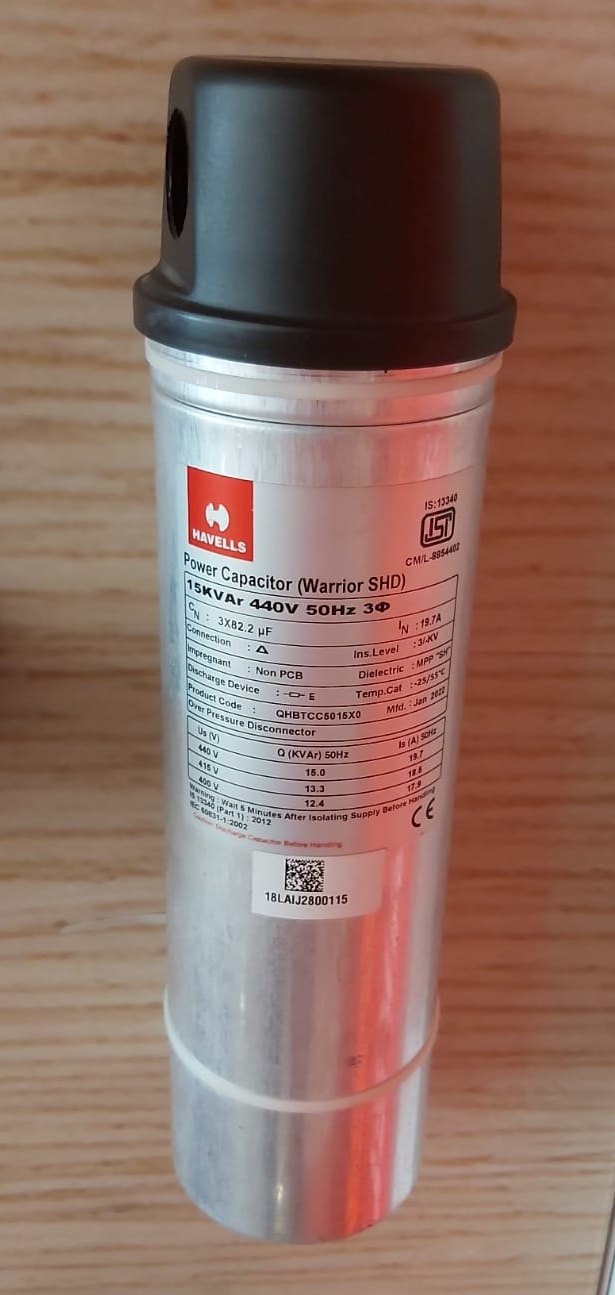 HAVELLS
IS:13340
ISI
CM/L-8854402
Power Capacitor (Warrior SHD)
15KVAr 440V 50Hz 3Φ
CN : 3X82.2 µF IN : 19.7A
Connection : Δ Ins.Level : 3/-KV
Impregnant : Non PCB Dielectric : MPP "SH"
Discharge Device : E Temp.Cat : -25/55°C
Product Code : QHBTCC5015X0 Mfd. : Jan 2022
Over Pressure Disconnector
Us (V) Q (KVAr) 50Hz Is (A) 50Hz
440 V 15.0 19.7
415 V 13.3 18.6
400 V 12.4 17.9
Warning : Wait 5 Minutes After Isolating Supply Before Handling
IS 13340 (Part 1) : 2012
IEC 60831-1:2002
CE
Caution: Discharge Capacitor Before Handling
18LAIJ2800115